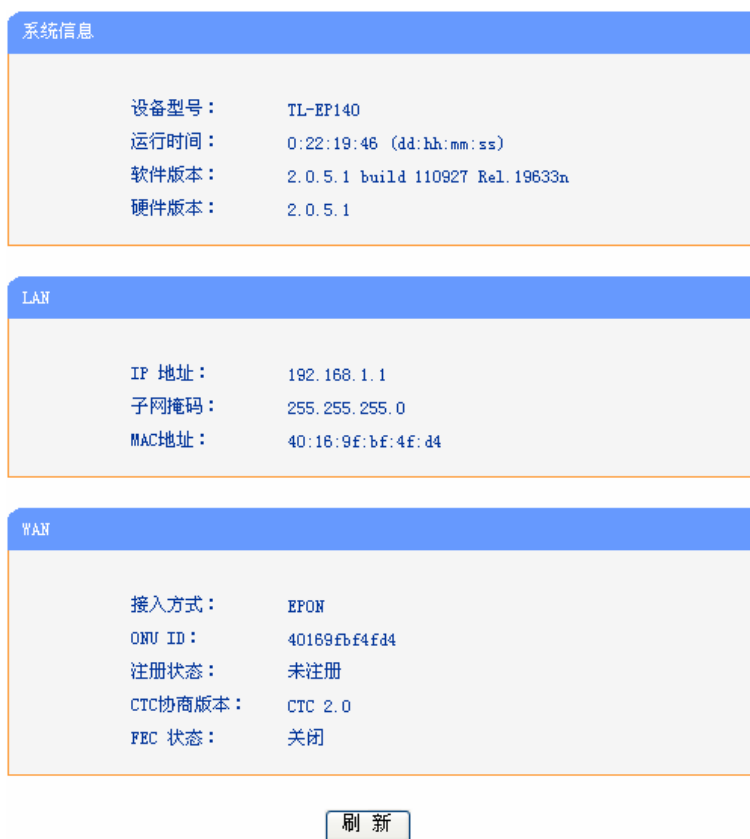 系统信息
设备型号： TL-EP140
运行时间： 0:22:19:46 (dd:hh:mm:ss)
软件版本： 2.0.5.1 build 110927 Rel.19633n
硬件版本： 2.0.5.1
LAN
IP 地址： 192.168.1.1
子网掩码： 255.255.255.0
MAC地址： 40:16:9f:bf:4f:d4
WAN
接入方式： EPON
ONU ID： 40169fbf4fd4
注册状态： 未注册
CTC协商版本： CTC 2.0
FEC 状态： 关闭
刷 新